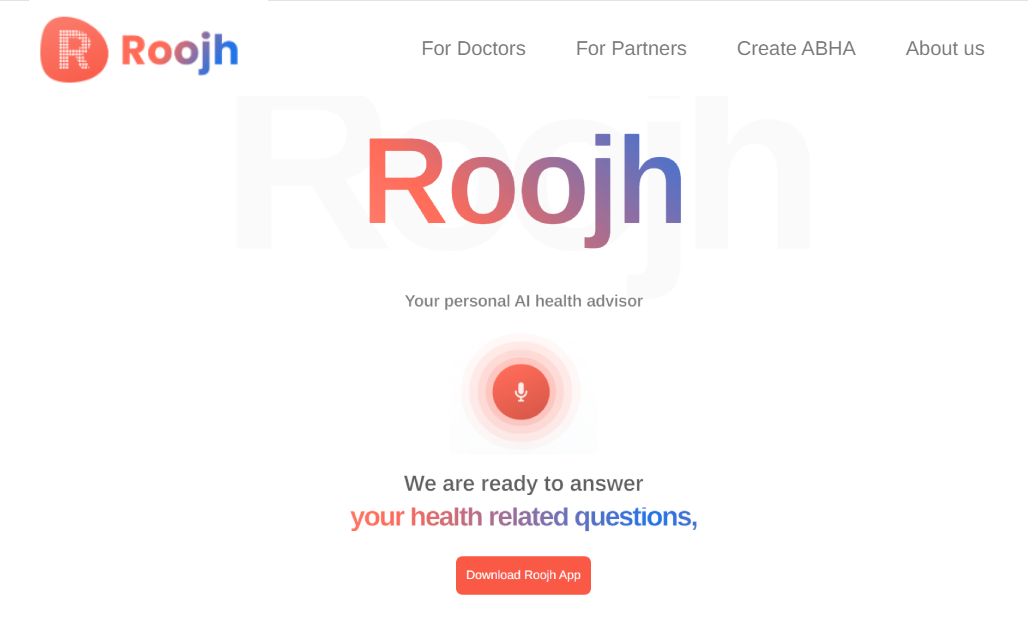 Roojh
For Doctors For Partners Create ABHA About us
Roojh
Roojh
Your personal AI health advisor
We are ready to answer
your health related questions,
Download Roojh App